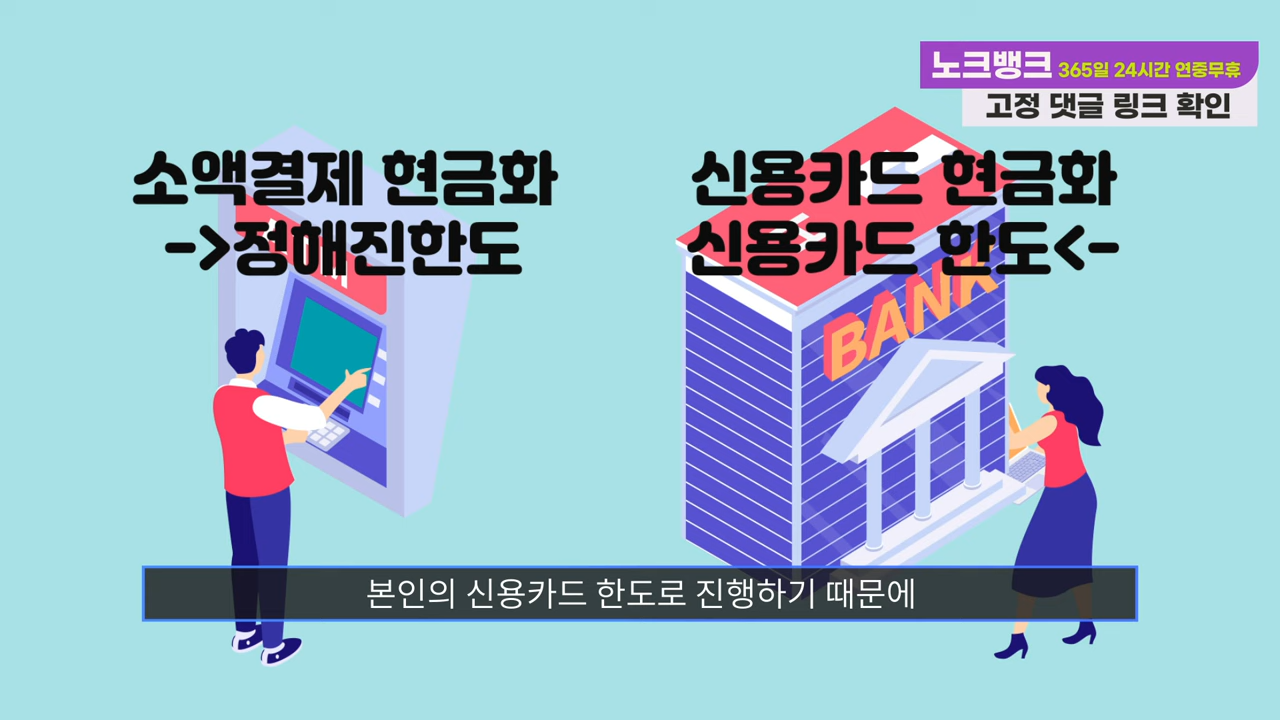 노크뱅크 365일 24시간 연중무휴
고정 댓글 링크 확인
소액결제 현금화
->정해진한도
신용카드 현금화
신용카드 한도<-
BANK
본인의 신용카드 한도로 진행하기 때문에